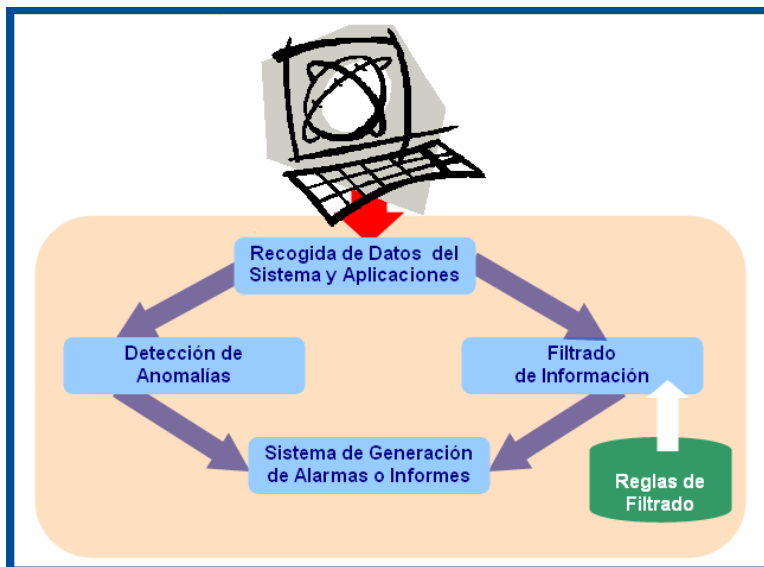 Recogida de Datos del
Sistema y Aplicaciones
Detección de
Anomalías
Filtrado
de Información
Sistema de Generación
de Alarmas o Informes
Reglas de
Filtrado